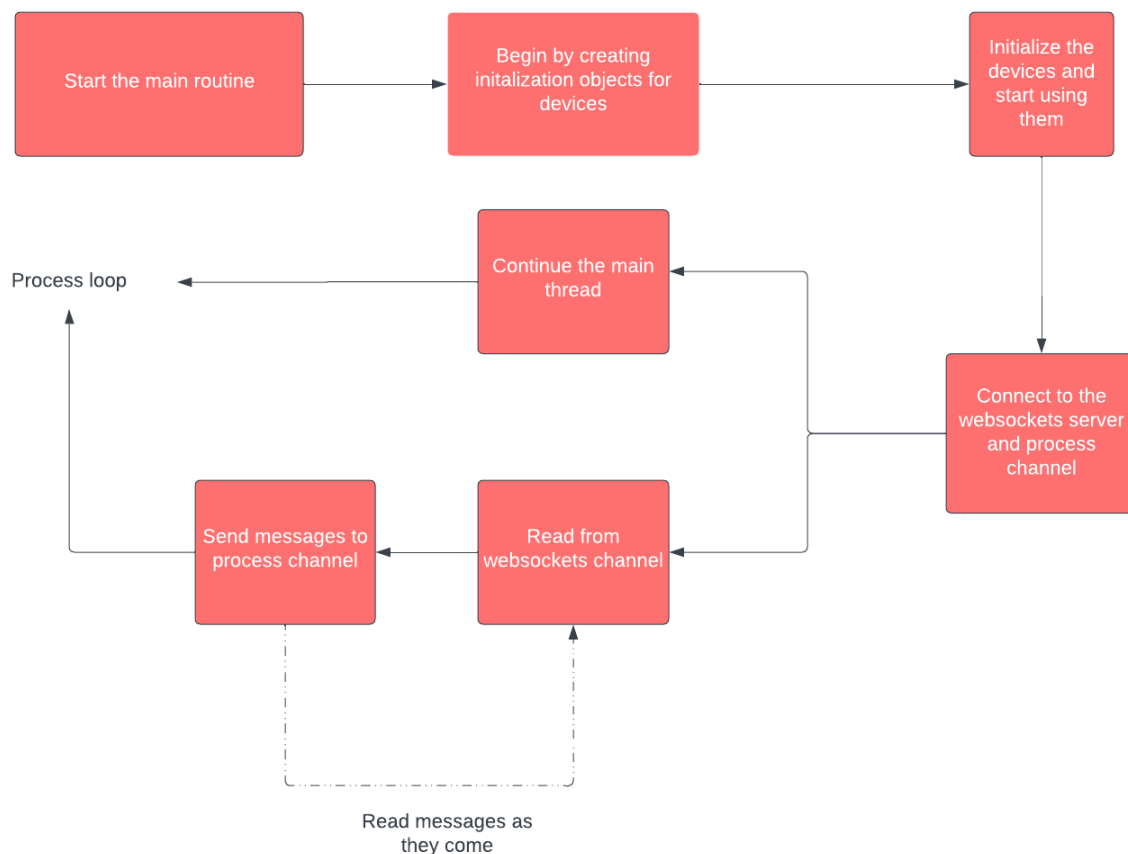 Start the main routine
Begin by creating
initalization objects for
devices
Initialize the
devices and
start using
them
Continue the main
thread
Process loop
Connect to the
websockets server
and process
channel
Send messages to
process channel
Read from
websockets channel
Read messages as
they come